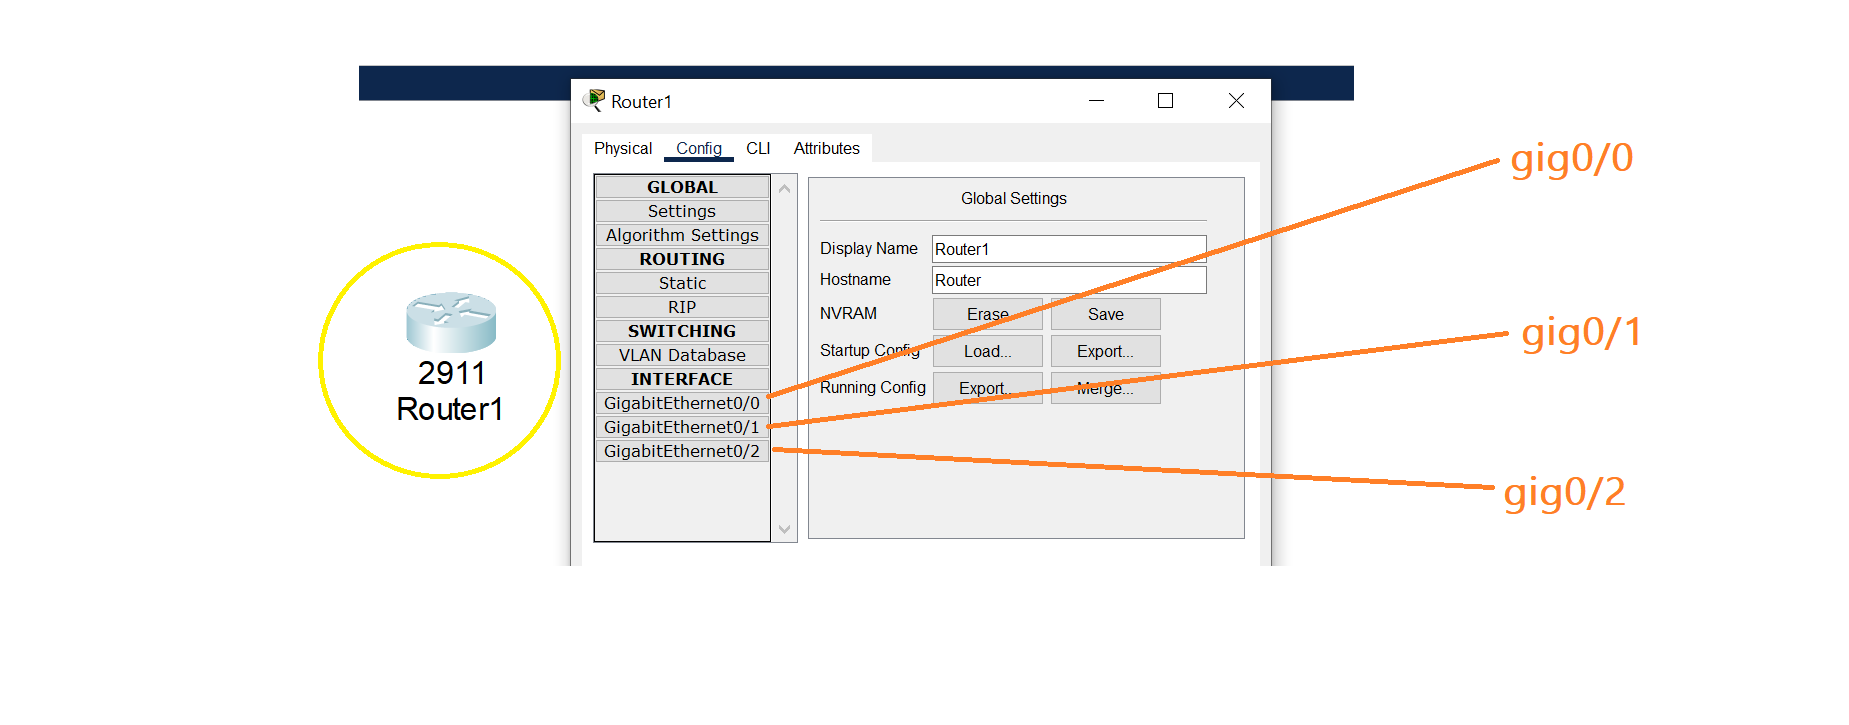 Router1
Physical Config CLI Attributes
GLOBAL
Settings
Algorithm Settings
ROUTING
Static
RIP
SWITCHING
VLAN Database
INTERFACE
GigabitEthernet0/0
GigabitEthernet0/1
GigabitEthernet0/2
Global Settings
Display Name Router1
Hostname Router
NVRAM Erase Save
Startup Config Load... Export...
Running Config Export... Merge...
2911
Router1
gig0/0
gig0/1
gig0/2